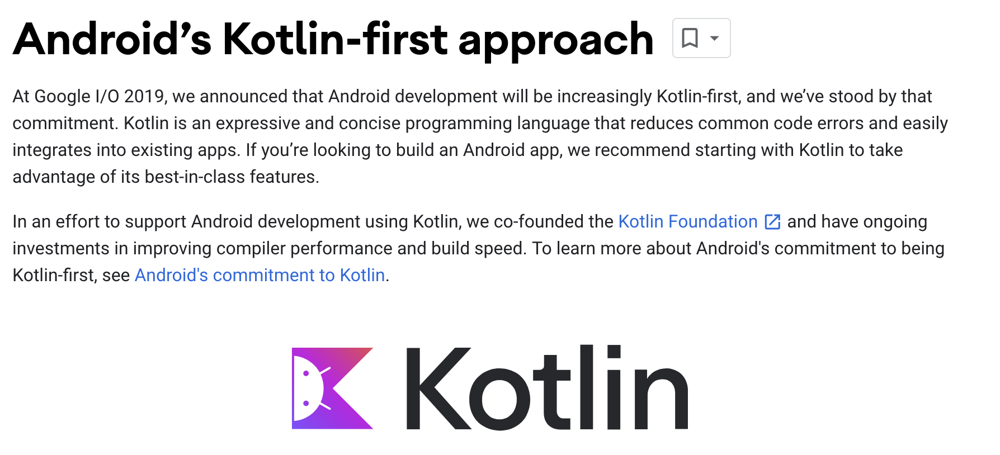 Android’s Kotlin-first approach
At Google I/O 2019, we announced that Android development will be increasingly Kotlin-first, and we’ve stood by that
commitment. Kotlin is an expressive and concise programming language that reduces common code errors and easily
integrates into existing apps. If you’re looking to build an Android app, we recommend starting with Kotlin to take
advantage of its best-in-class features.
In an effort to support Android development using Kotlin, we co-founded the Kotlin Foundation and have ongoing
investments in improving compiler performance and build speed. To learn more about Android's commitment to being
Kotlin-first, see Android's commitment to Kotlin.
Kotlin